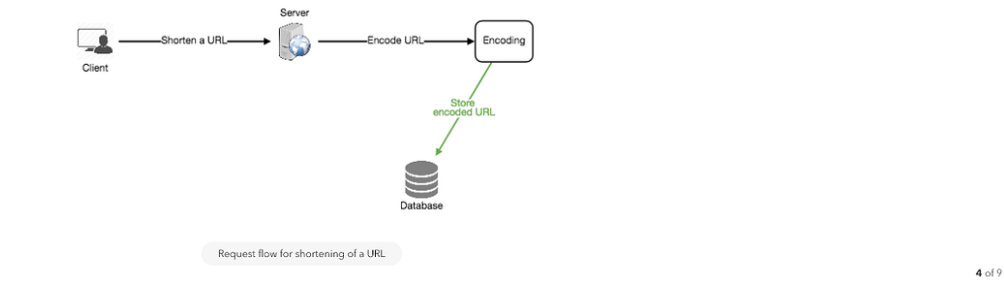 Server
Shorten a URL
Encode URL
Encoding
Client
Store
encoded URL
Database
Request flow for shortening of a URL
4 of 9